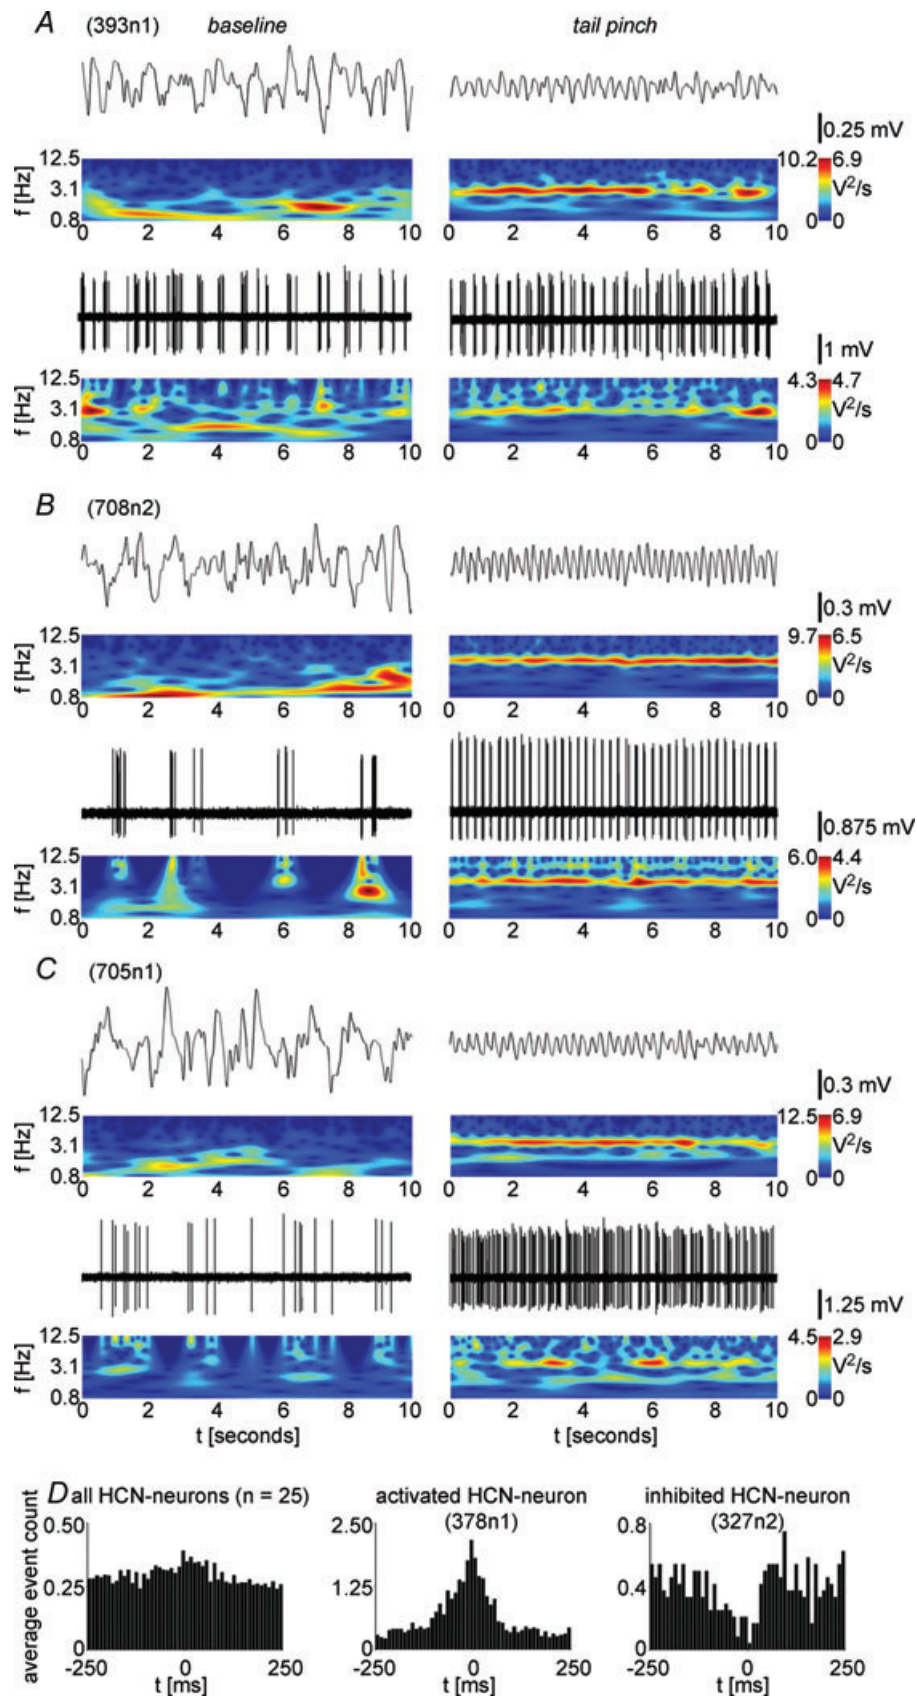 A (393n1) baseline tail pinch
0.25 mV
12.5 10.2 6.9
f [Hz] 3.1 V²/s
0.8 0 0
0 2 4 6 8 10 0 2 4 6 8 10
1 mV
12.5 4.3 4.7
f [Hz] 3.1 V²/s
0.8 0 0
0 2 4 6 8 10 0 2 4 6 8 10
B (708n2)
0.3 mV
12.5 9.7 6.5
f [Hz] 3.1 V²/s
0.8 0 0
0 2 4 6 8 10 0 2 4 6 8 10
0.875 mV
12.5 6.0 4.4
f [Hz] 3.1 V²/s
0.8 0 0
0 2 4 6 8 10 0 2 4 6 8 10
C (705n1)
0.3 mV
12.5 12.5 6.9
f [Hz] 3.1 V²/s
0.8 0 0
0 2 4 6 8 10 0 2 4 6 8 10
1.25 mV
12.5 4.5 2.9
f [Hz] 3.1 V²/s
0.8 0 0
0 2 4 6 8 10 0 2 4 6 8 10
t [seconds] t [seconds]
D all HCN-neurons (n = 25) activated HCN-neuron inhibited HCN-neuron
(378n1) (327n2)
average event count
0.50 2.50 0.8
0.25 1.25 0.4
0 0 0
-250 0 250 -250 0 250 -250 0 250
t [ms] t [ms] t [ms]